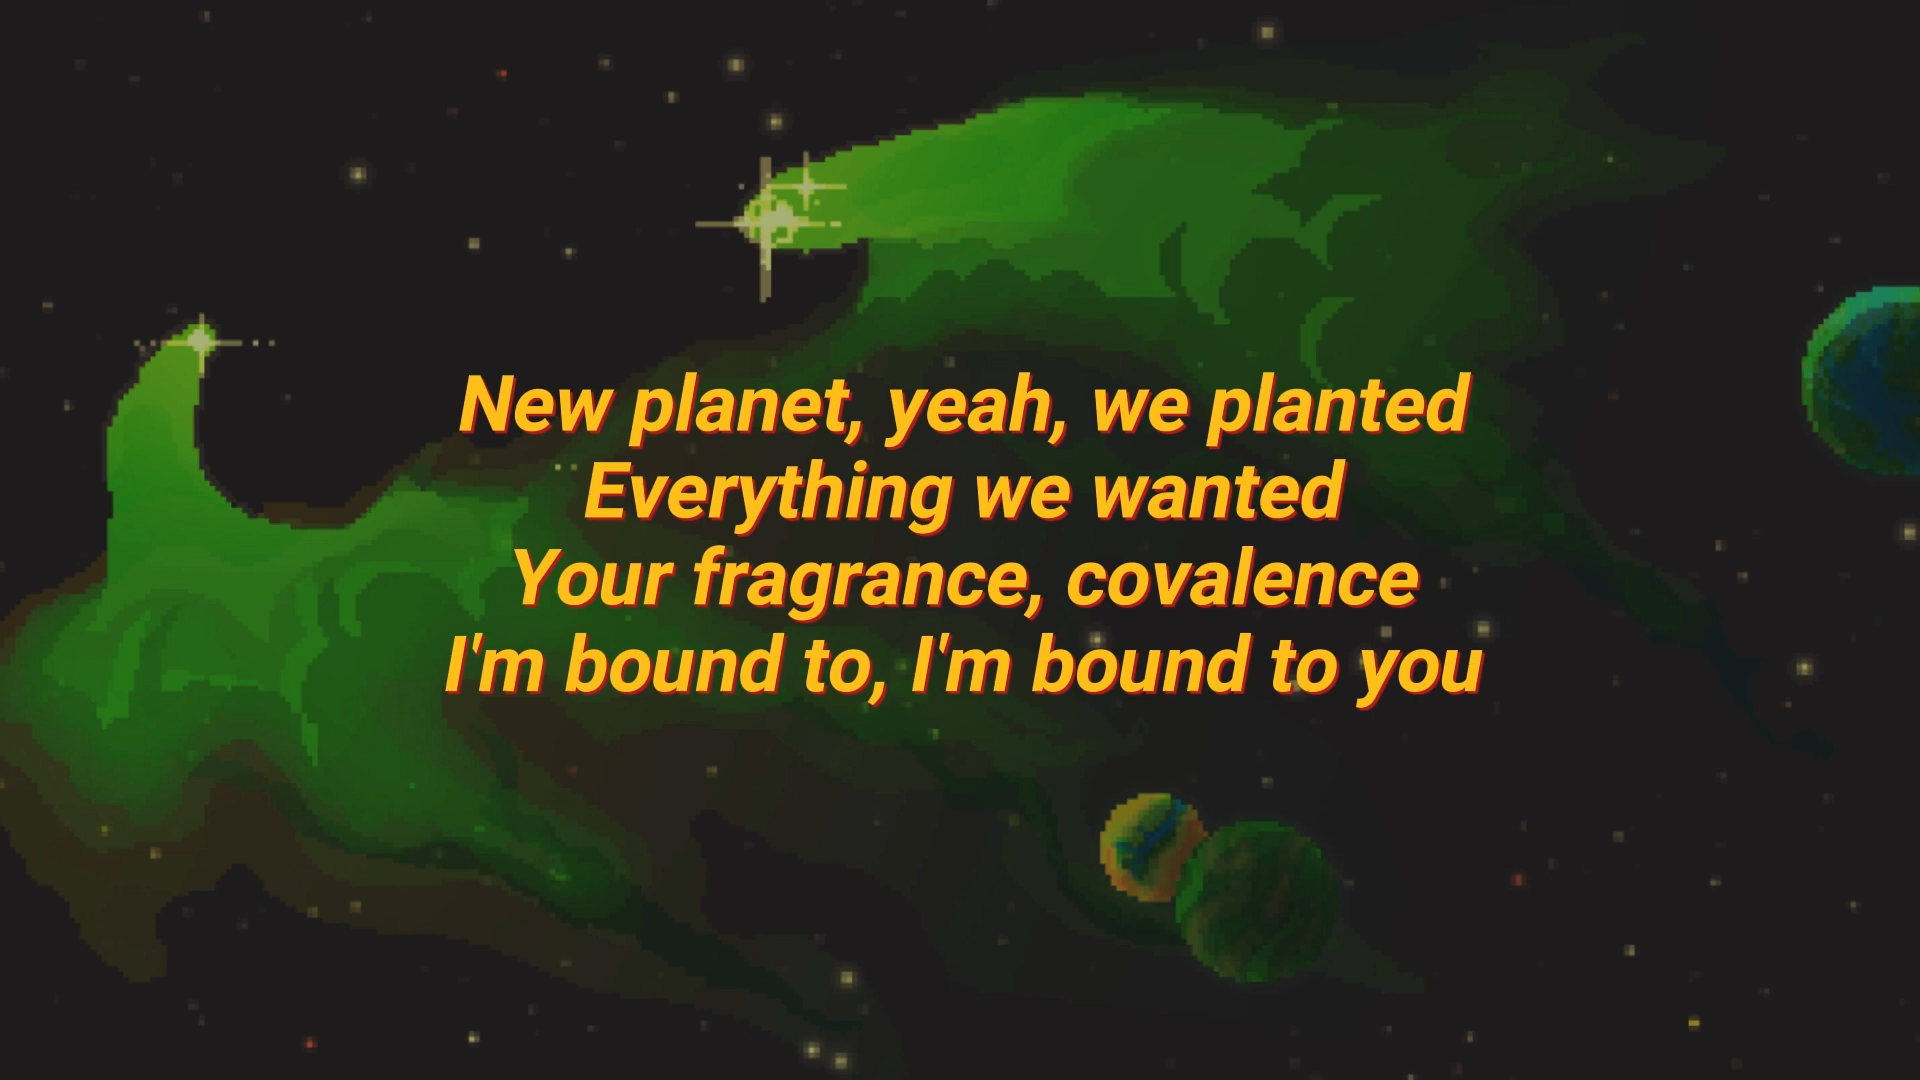 New planet, yeah, we planted
Everything we wanted
Your fragrance, covalence
I'm bound to, I'm bound to you